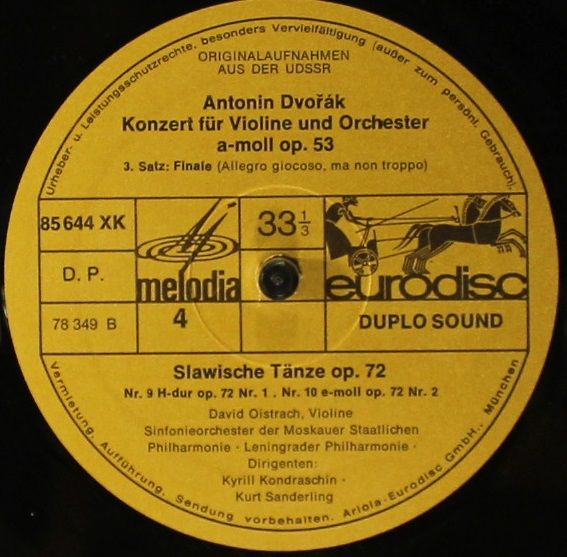 Urheber- u. Leistungsschutzrechte, besonders Vervielfältigung (außer zum persönl. Gebrauch),
ORIGINALAUFNAHMEN
AUS DER UDSSR
Antonin Dvořák
Konzert für Violine und Orchester
a-moll op. 53
3. Satz: Finale (Allegro giocoso, ma non troppo)
85 644 XK
33 1/3
D. P.
melodia
eurodisc
78 349 B
4
DUPLO SOUND
Slawische Tänze op. 72
Nr. 9 H-dur op. 72 Nr. 1 . Nr. 10 e-moll op. 72 Nr. 2
David Oistrach, Violine
Sinfonieorchester der Moskauer Staatlichen
Philharmonie · Leningrader Philharmonie ·
Dirigenten:
Kyrill Kondraschin ·
Kurt Sanderling
Vermietung, Aufführung, Sendung vorbehalten. Ariola-Eurodisc GmbH., München